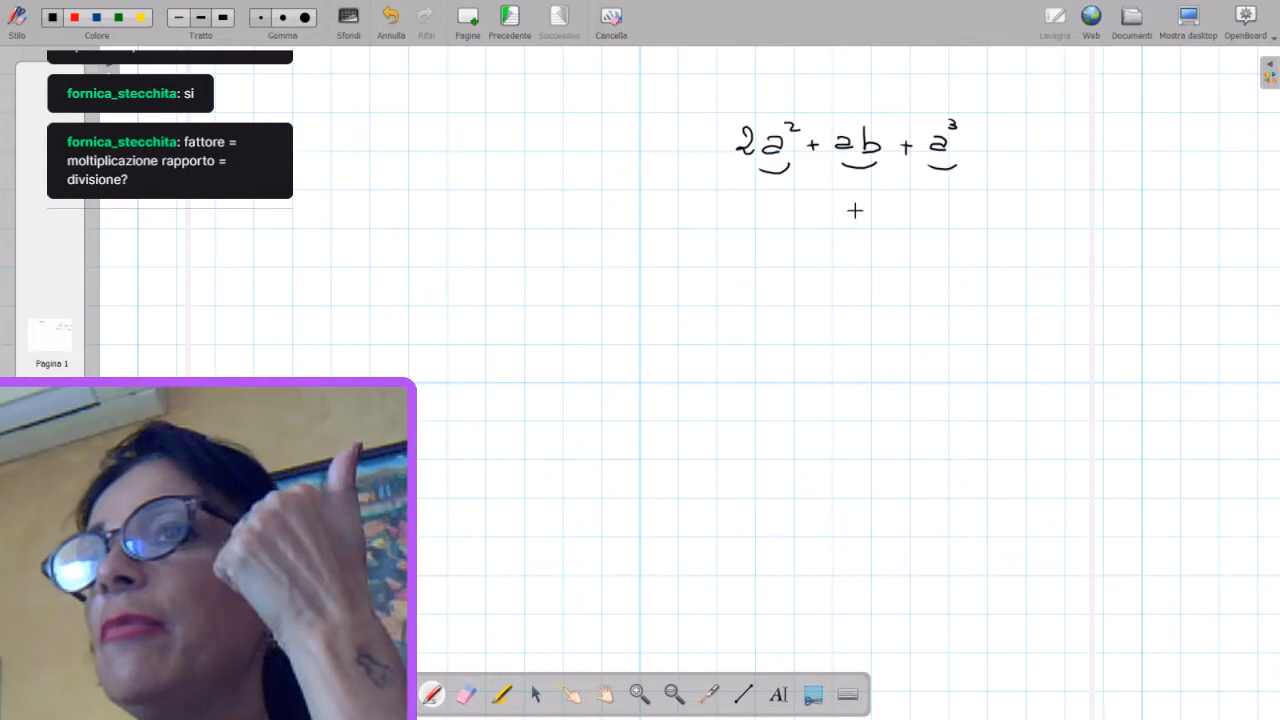 Stilo
Colore
Tratto
Gomma
Sfondi
Annulla
Rifai
Pagine
Precedente
Successivo
Cancella
Lavagna
Web
Documenti
Mostra desktop
OpenBoard
fornica_stecchita: si
fornica_stecchita: fattore =
moltiplicazione rapporto =
divisione?
2a² + ab + a³
+
Pagina 1
AI